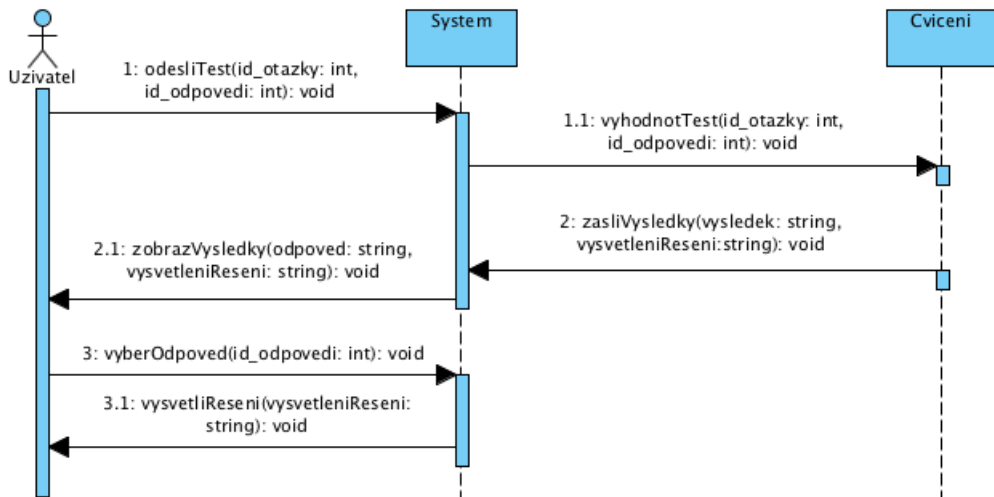 System
Cviceni
Uzivatel
1: odesliTest(id_otazky: int,
id_odpovedi: int): void
1.1: vyhodnotTest(id_otazky: int,
id_odpovedi: int): void
2: zasliVysledky(vysledek: string,
vysvetleniReseni:string): void
2.1: zobrazVysledky(odpoved: string,
vysvetleniReseni: string): void
3: vyberOdpoved(id_odpovedi: int): void
3.1: vysvetliReseni(vysvetleniReseni:
string): void